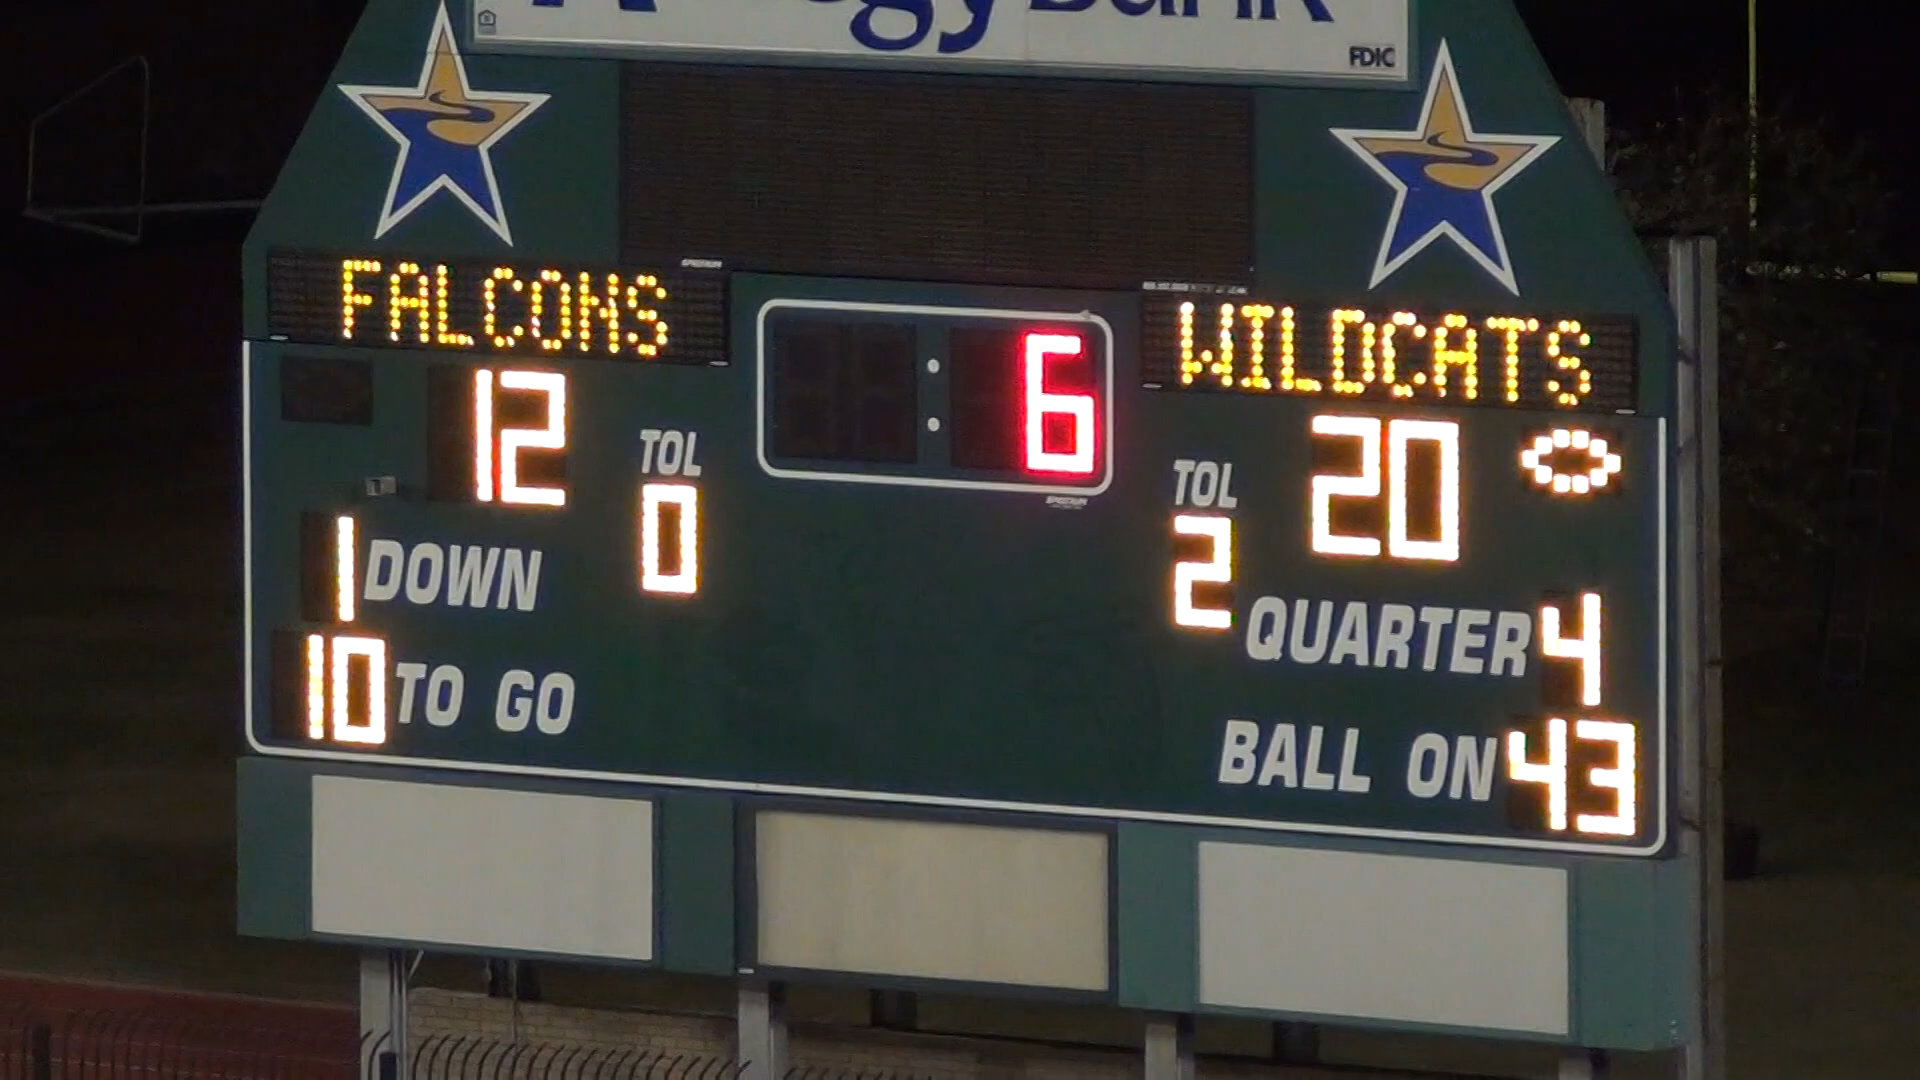 FDIC
FALCONS
WILDCATS
12
: 6
20
TOL
0
TOL
2
1 DOWN
QUARTER 4
10 TO GO
BALL ON 43